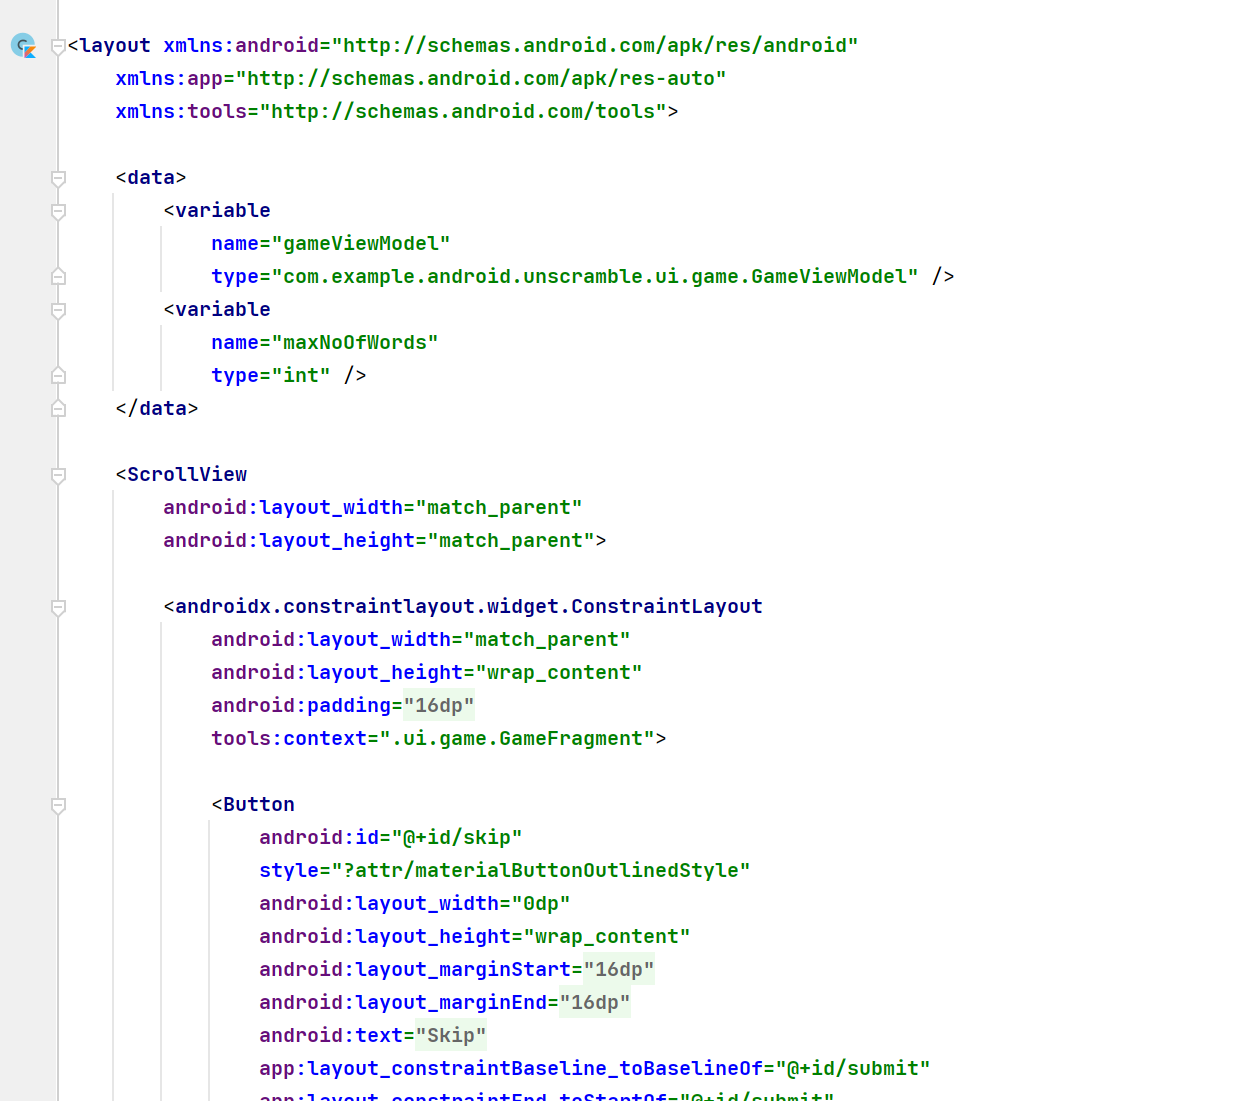 <layout xmlns:android="http://schemas.android.com/apk/res/android"
xmlns:app="http://schemas.android.com/apk/res-auto"
xmlns:tools="http://schemas.android.com/tools">
<data>
<variable
name="gameViewModel"
type="com.example.android.unscramble.ui.game.GameViewModel" />
<variable
name="maxNoOfWords"
type="int" />
</data>
<ScrollView
android:layout_width="match_parent"
android:layout_height="match_parent">
<androidx.constraintlayout.widget.ConstraintLayout
android:layout_width="match_parent"
android:layout_height="wrap_content"
android:padding="16dp"
tools:context=".ui.game.GameFragment">
<Button
android:id="@+id/skip"
style="?attr/materialButtonOutlinedStyle"
android:layout_width="0dp"
android:layout_height="wrap_content"
android:layout_marginStart="16dp"
android:layout_marginEnd="16dp"
android:text="Skip"
app:layout_constraintBaseline_toBaselineOf="@+id/submit"
app:layout_constraintEnd_toStartOf="@+id/submit"